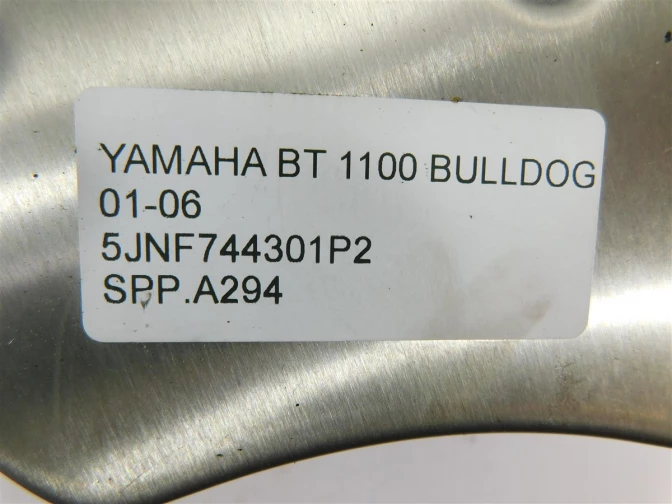 YAMAHA BT 1100 BULLDOG
01-06
5JNF744301P2
SPP.A294